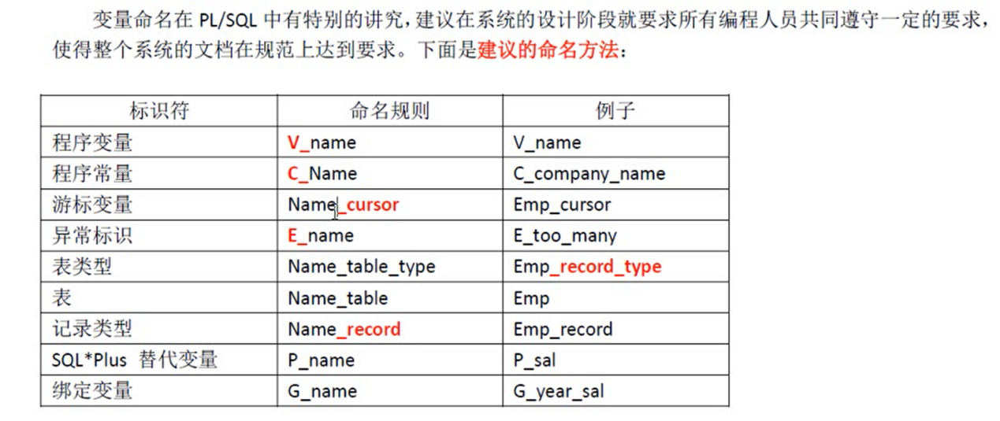 变量命名在 PL/SQL 中有特别的讲究，建议在系统的设计阶段就要求所有编程人员共同遵守一定的要求，
使得整个系统的文档在规范上达到要求。下面是建议的命名方法：
标识符 命名规则 例子
程序变量 V_name V_name
程序常量 C_Name C_company_name
游标变量 Name_cursor Emp_cursor
异常标识 E_name E_too_many
表类型 Name_table_type Emp_record_type
表 Name_table Emp
记录类型 Name_record Emp_record
SQL*Plus 替代变量 P_name P_sal
绑定变量 G_name G_year_sal